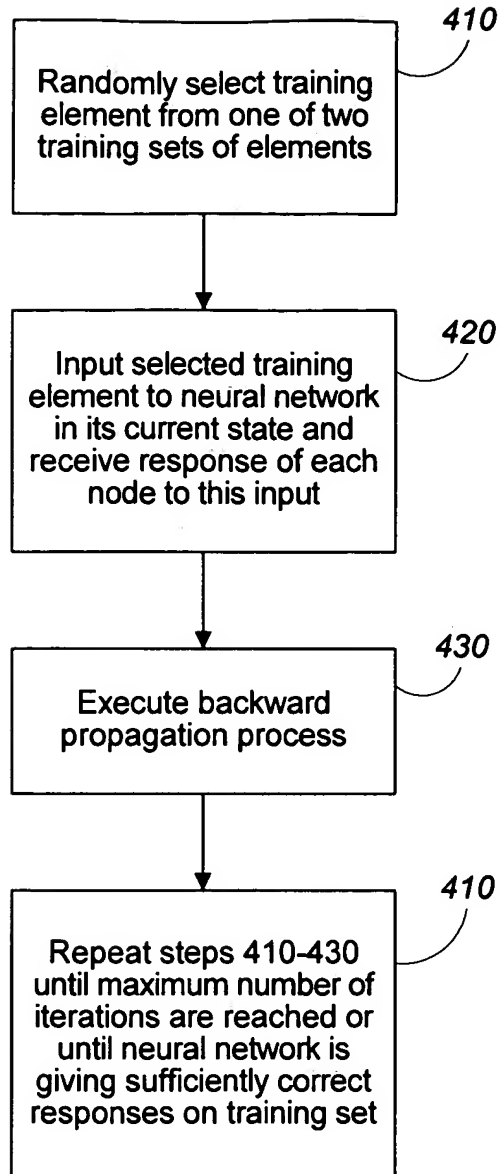 410
Randomly select training
element from one of two
training sets of elements
420
Input selected training
element to neural network
in its current state and
receive response of each
node to this input
430
Execute backward
propagation process
410
Repeat steps 410-430
until maximum number of
iterations are reached or
until neural network is
giving sufficiently correct
responses on training set